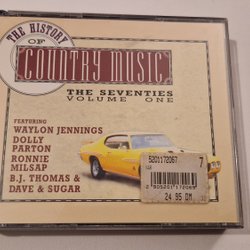 THE HISTORY
OF
COUNTRY MUSIC
THE SEVENTIES
VOLUME ONE
FEATURING
WAYLON JENNINGS
DOLLY
PARTON
RONNIE
MILSAP
B.J. THOMAS &
DAVE & SUGAR
5201172067 7
2905201172069
24.95 DM